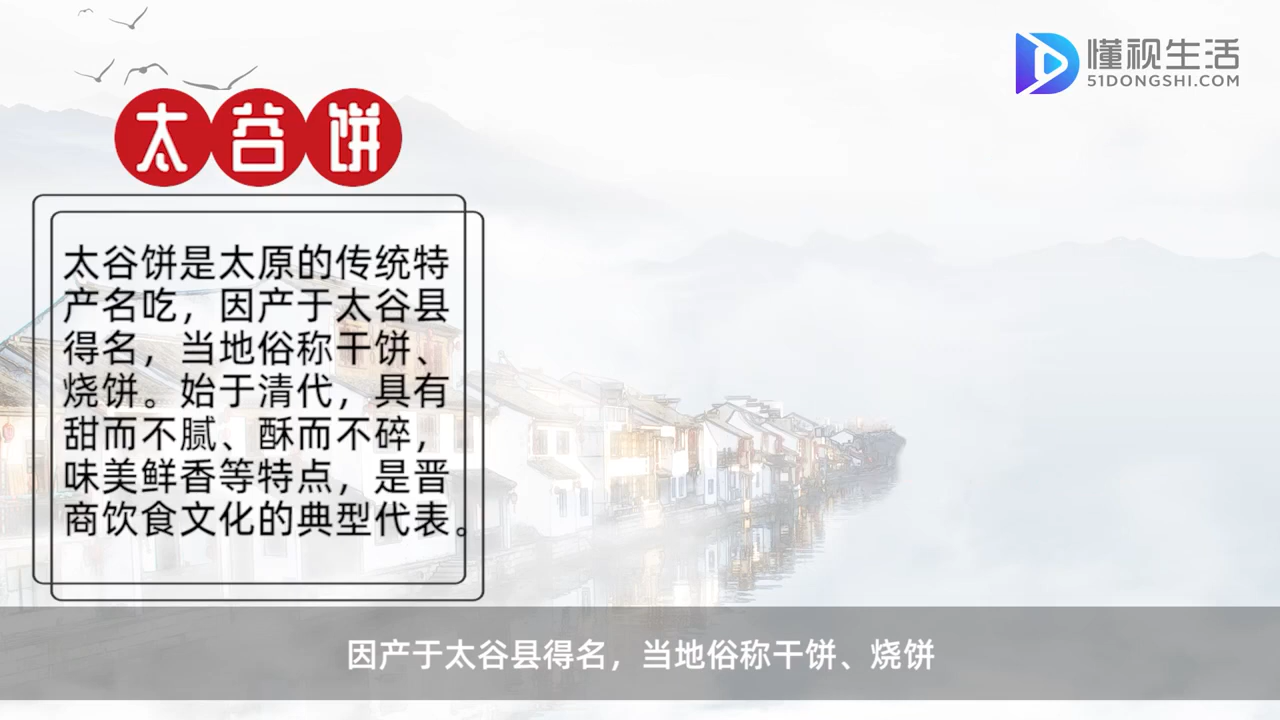 懂视生活
51DONGSHI.COM
太谷饼
太谷饼是太原的传统特
产名吃，因产于太谷县
得名，当地俗称干饼、
烧饼。始于清代，具有
甜而不腻、酥而不碎，
味美鲜香等特点，是晋
商饮食文化的典型代表。
因产于太谷县得名，当地俗称干饼、烧饼